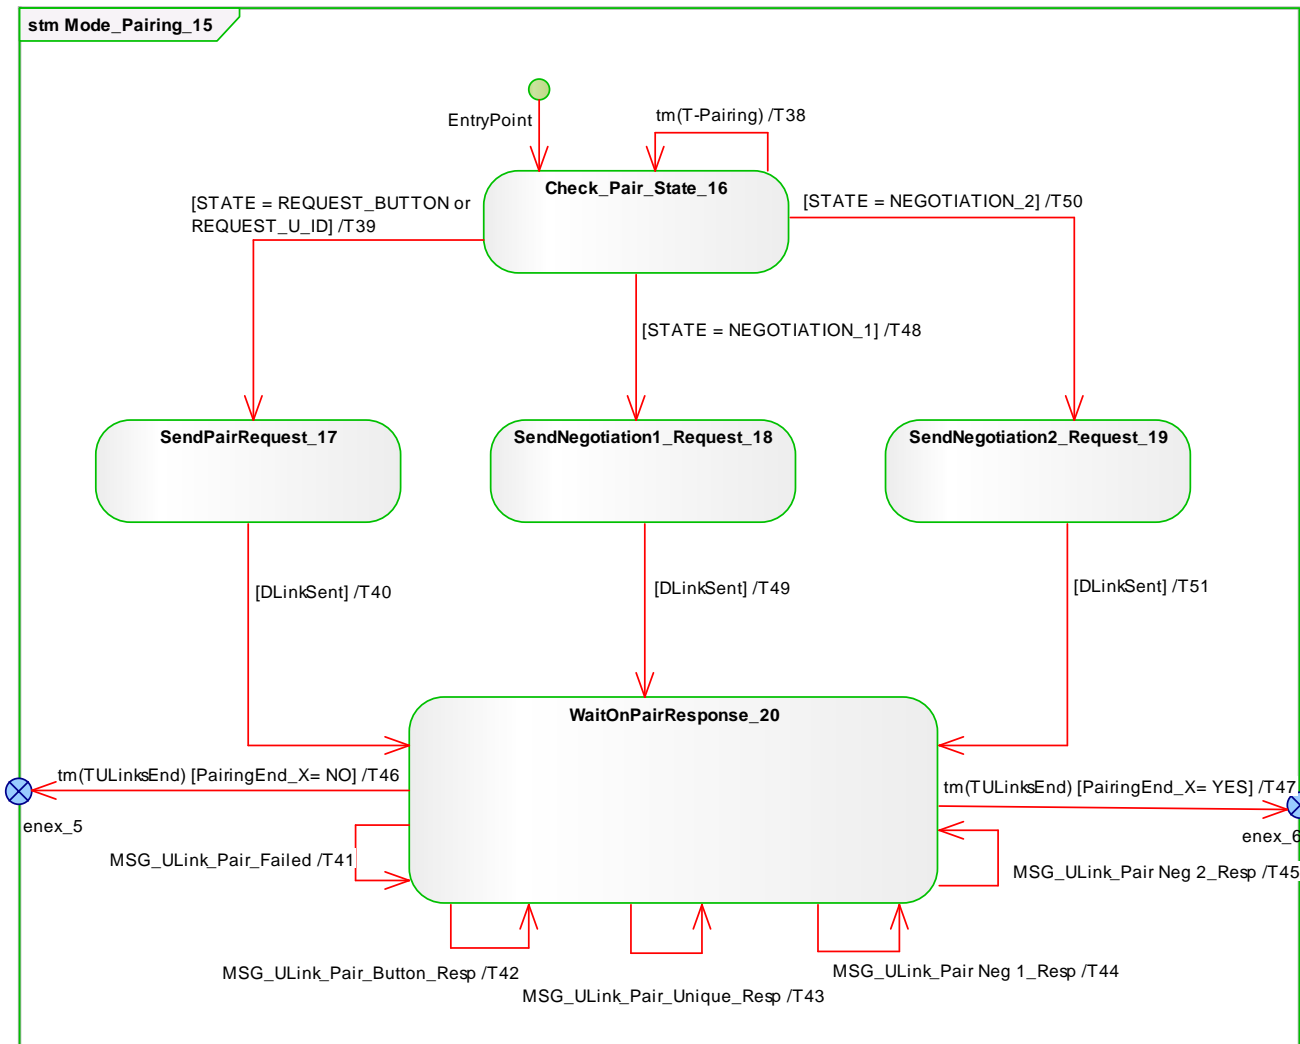 stm Mode_Pairing_15
EntryPoint
tm(T-Pairing) /T38
Check_Pair_State_16
[STATE = REQUEST_BUTTON or
REQUEST_U_ID] /T39
[STATE = NEGOTIATION_2] /T50
[STATE = NEGOTIATION_1] /T48
SendPairRequest_17
SendNegotiation1_Request_18
SendNegotiation2_Request_19
[DLinkSent] /T40
[DLinkSent] /T49
[DLinkSent] /T51
WaitOnPairResponse_20
tm(TULinksEnd) [PairingEnd_X= NO] /T46
tm(TULinksEnd) [PairingEnd_X= YES] /T47
enex_5
enex_6
MSG_ULink_Pair_Failed /T41
MSG_ULink_Pair Neg 2_Resp /T45
MSG_ULink_Pair_Button_Resp /T42
MSG_ULink_Pair_Unique_Resp /T43
MSG_ULink_Pair Neg 1_Resp /T44